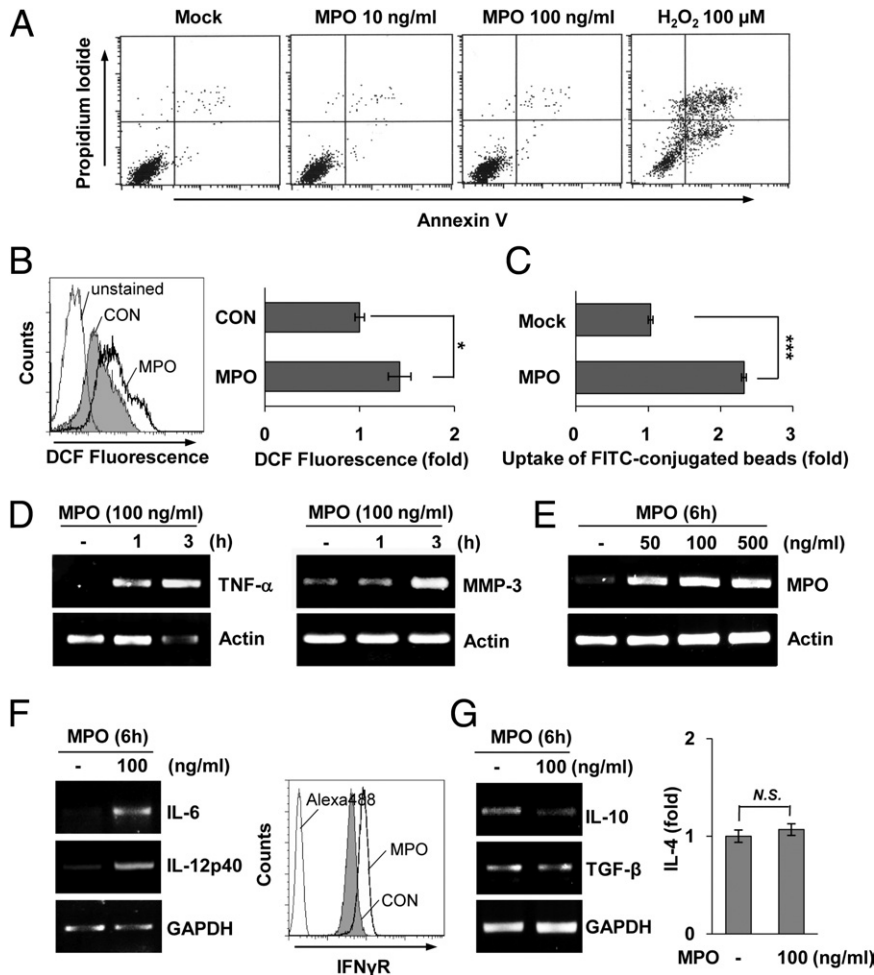 A
Mock MPO 10 ng/ml MPO 100 ng/ml H₂O₂ 100 μM
Propidium Iodide
Annexin V
B
unstained
CON
MPO
Counts
DCF Fluorescence
CON
MPO
*
0 1 2
DCF Fluorescence (fold)
C
Mock
MPO
***
0 1 2 3
Uptake of FITC-conjugated beads (fold)
D
MPO (100 ng/ml)
- 1 3 (h)
TNF-α
Actin
MPO (100 ng/ml)
- 1 3 (h)
MMP-3
Actin
E
MPO (6h)
- 50 100 500 (ng/ml)
MPO
Actin
F
MPO (6h)
- 100 (ng/ml)
IL-6
IL-12p40
GAPDH
Alexa488
MPO
CON
Counts
IFNγR
G
MPO (6h)
- 100 (ng/ml)
IL-10
TGF-β
GAPDH
2
1
0
IL-4 (fold)
N.S.
MPO - 100 (ng/ml)